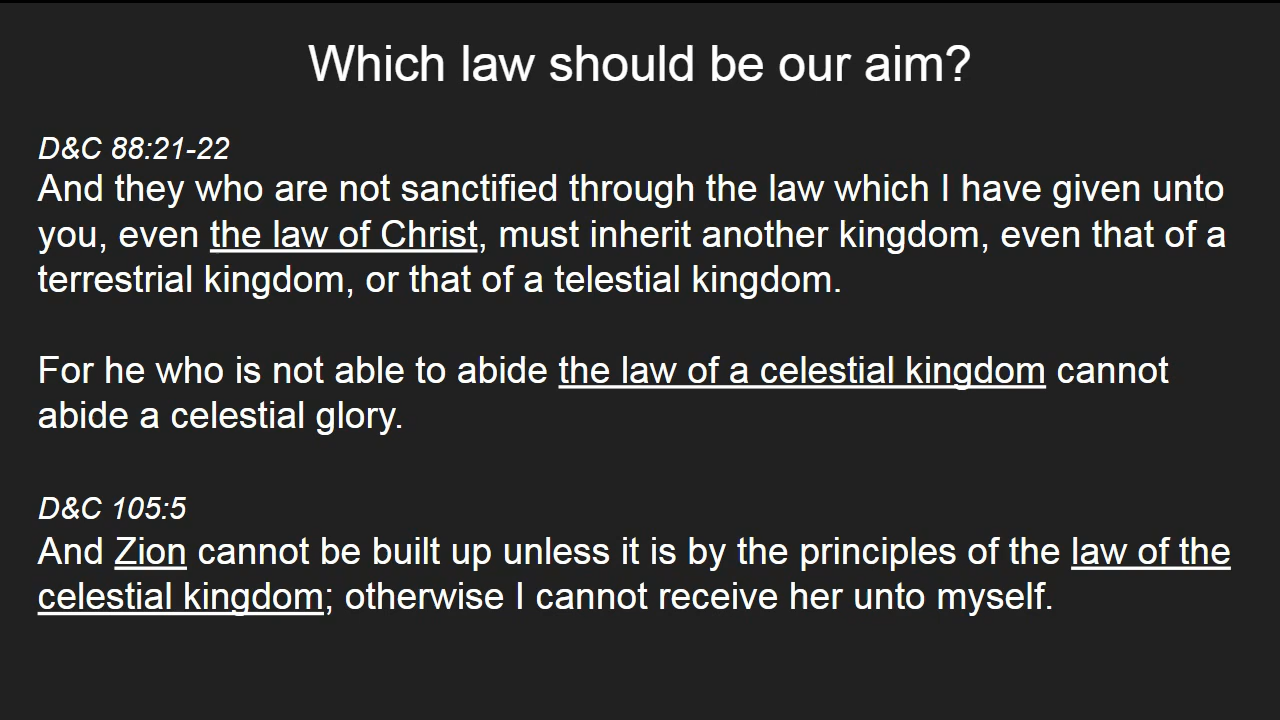 Which law should be our aim?
D&C 88:21-22
And they who are not sanctified through the law which I have given unto
you, even the law of Christ, must inherit another kingdom, even that of a
terrestrial kingdom, or that of a telestial kingdom.
For he who is not able to abide the law of a celestial kingdom cannot
abide a celestial glory.
D&C 105:5
And Zion cannot be built up unless it is by the principles of the law of the
celestial kingdom; otherwise I cannot receive her unto myself.